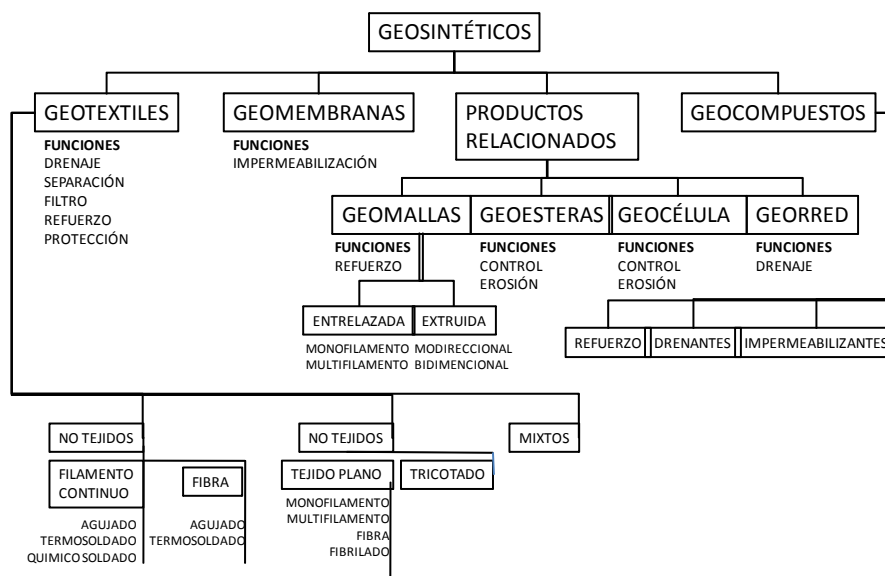 GEOSINTÉTICOS
GEOTEXTILES
FUNCIONES
DRENAJE
SEPARACIÓN
FILTRO
REFUERZO
PROTECCIÓN
GEOMEMBRANAS
FUNCIONES
IMPERMEABILIZACIÓN
PRODUCTOS
RELACIONADOS
GEOCOMPUESTOS
GEOMALLAS
FUNCIONES
REFUERZO
GEOESTERAS
FUNCIONES
CONTROL
EROSIÓN
GEOCÉLULA
FUNCIONES
CONTROL
EROSIÓN
GEORRED
FUNCIONES
DRENAJE
ENTRELAZADA
MONOFILAMENTO
MULTIFILAMENTO
EXTRUIDA
MODIRECCIONAL
BIDIMENCIONAL
REFUERZO
DRENANTES
IMPERMEABILIZANTES
NO TEJIDOS
FILAMENTO
CONTINUO
AGUJADO
TERMOSOLDADO
QUIMICO SOLDADO
FIBRA
AGUJADO
TERMOSOLDADO
NO TEJIDOS
TEJIDO PLANO
MONOFILAMENTO
MULTIFILAMENTO
FIBRA
FIBRILADO
TRICOTADO
MIXTOS